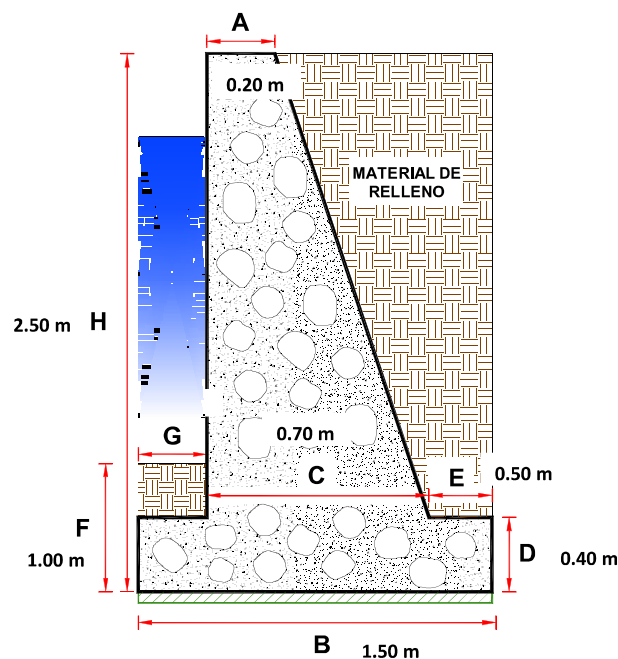 A
0.20 m
MATERIAL DE
RELLENO
2.50 m H
G
0.70 m
C
E 0.50 m
F
1.00 m
D 0.40 m
B 1.50 m